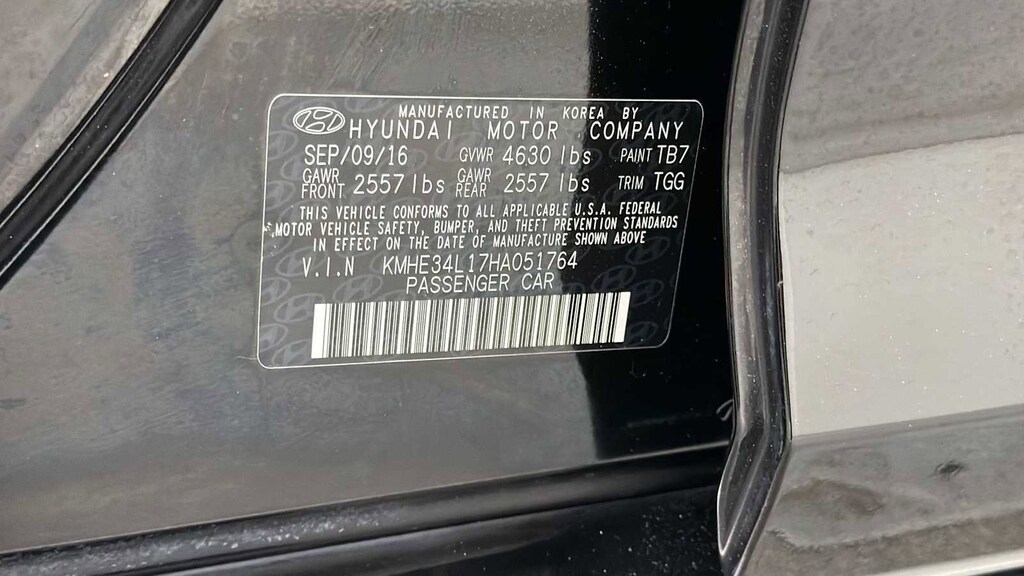 MANUFACTURED IN KOREA BY
HYUNDAI MOTOR COMPANY
SEP/09/16 GVWR 4630 lbs PAINT TB7
GAWR FRONT 2557 lbs GAWR REAR 2557 lbs TRIM TGG
THIS VEHICLE CONFORMS TO ALL APPLICABLE U.S.A. FEDERAL
MOTOR VEHICLE SAFETY, BUMPER, AND THEFT PREVENTION STANDARDS
IN EFFECT ON THE DATE OF MANUFACTURE SHOWN ABOVE
V.I.N KMHE34L17HA051764
PASSENGER CAR